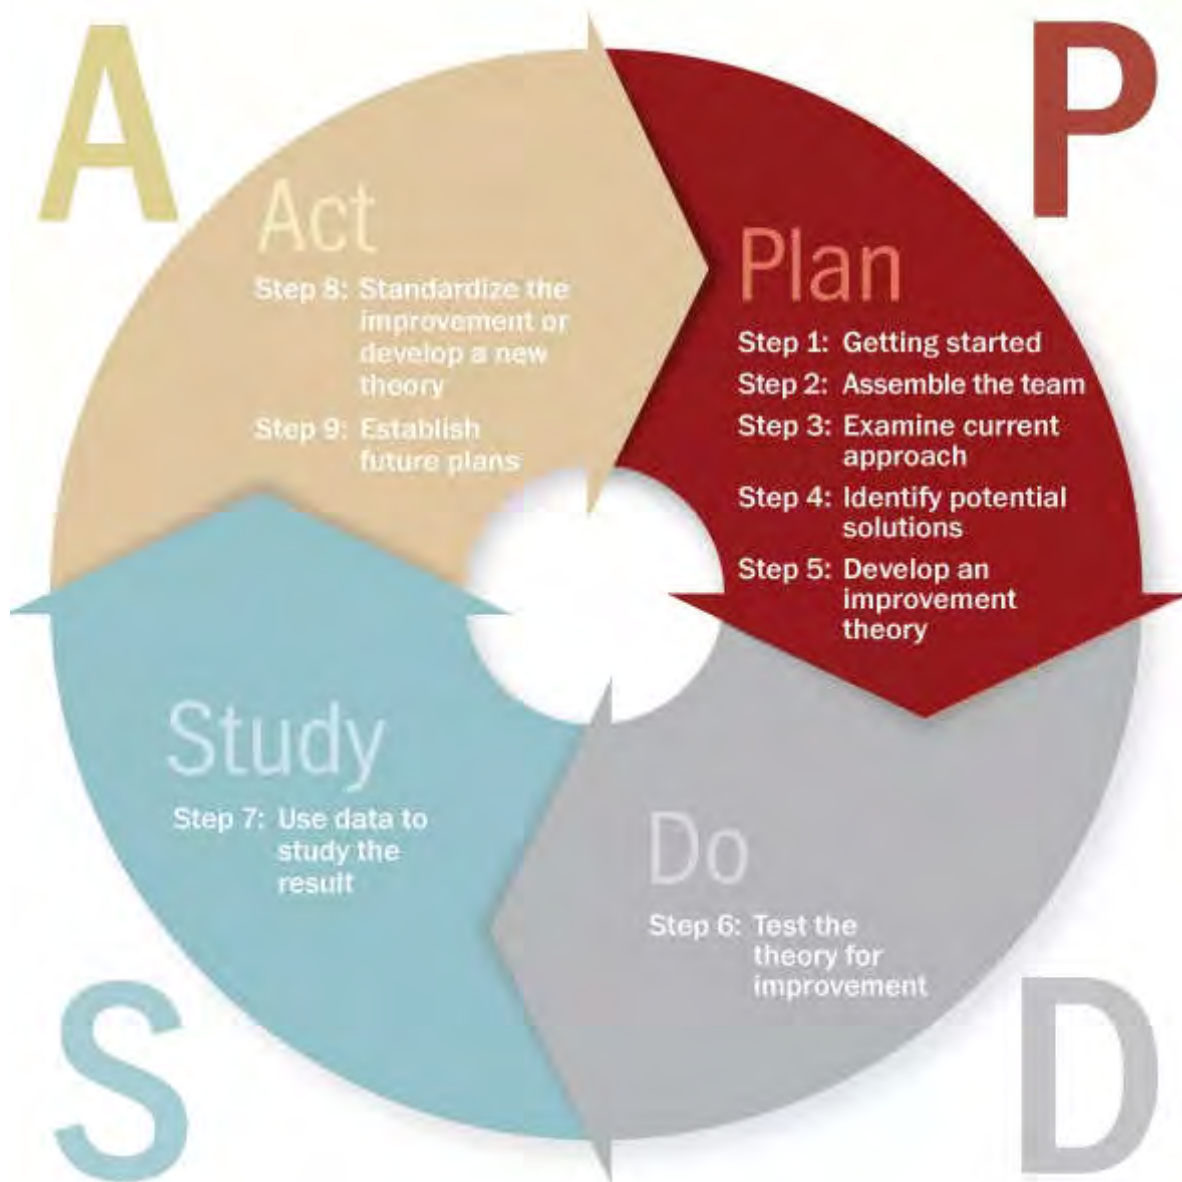 A
P
Act
Step 8: Standardize the
improvement or
develop a new
theory
Step 9: Establish
future plans
Plan
Step 1: Getting started
Step 2: Assemble the team
Step 3: Examine current
approach
Step 4: Identify potential
solutions
Step 5: Develop an
improvement
theory
Study
Step 7: Use data to
study the
result
Do
Step 6: Test the
theory for
improvement
S
D